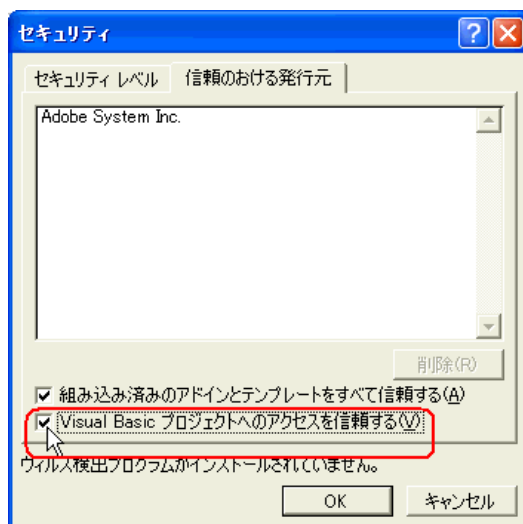 セキュリティ
セキュリティ レベル 信頼のおける発行元
Adobe System Inc.
削除(R)
組み込み済みのアドインとテンプレートをすべて信頼する(A)
Visual Basic プロジェクトへのアクセスを信頼する(V)
ウィルス検出プログラムがインストールされていません。
OK キャンセル